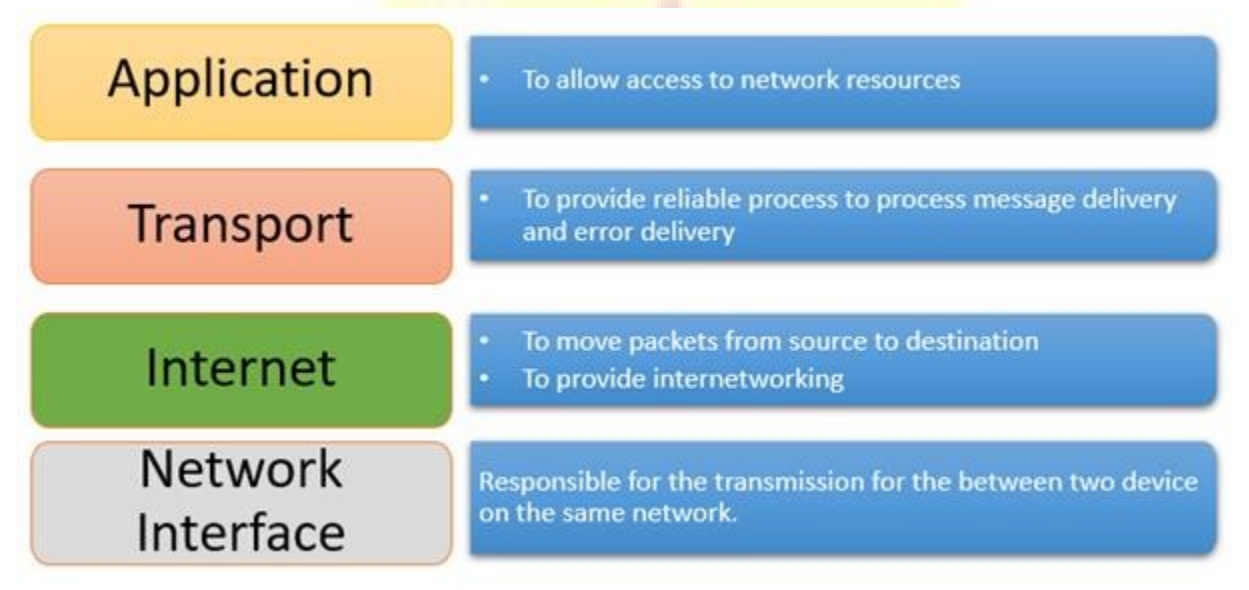 Application
• To allow access to network resources
Transport
• To provide reliable process to process message delivery
and error delivery
Internet
• To move packets from source to destination
• To provide internetworking
Network
Interface
Responsible for the transmission for the between two device
on the same network.